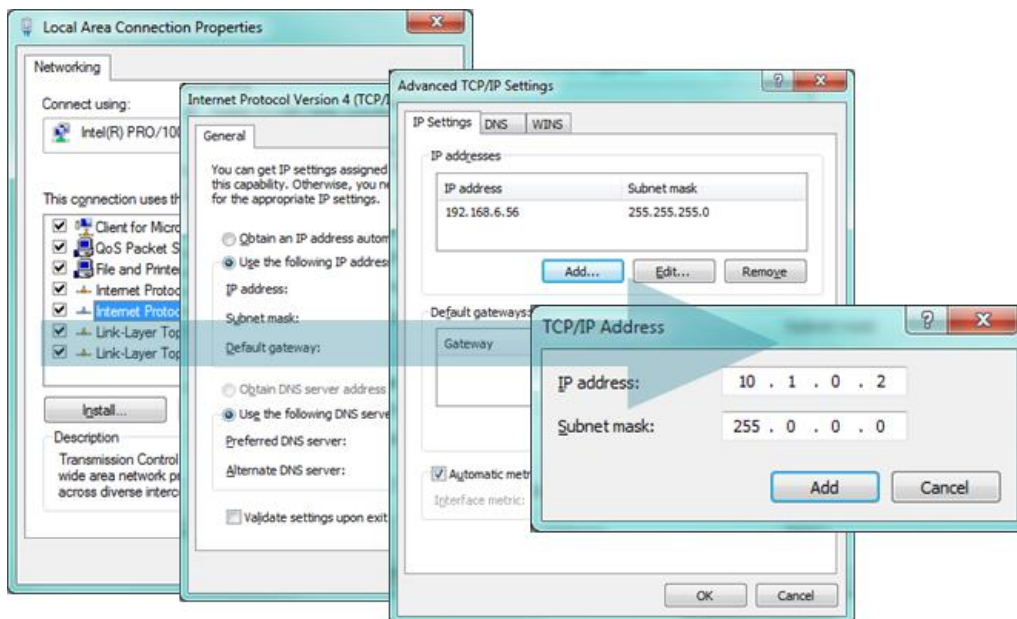 Local Area Connection Properties
Networking
Connect using:
Intel(R) PRO/100
This connection uses th
Client for Micro
QoS Packet S
File and Printe
Internet Protoc
Internet Protoc
Link-Layer Top
Link-Layer Top
Install...
Description
Transmission Control
wide area network pr
across diverse interc
Internet Protocol Version 4 (TCP/I
General
You can get IP settings assigned
this capability. Otherwise, you ne
for the appropriate IP settings.
Obtain an IP address autom
Use the following IP address
IP address:
Subnet mask:
Default gateway:
Obtain DNS server address
Use the following DNS serve
Preferred DNS server:
Alternate DNS server:
Validate settings upon exit
Advanced TCP/IP Settings
IP Settings DNS WINS
IP addresses
IP address Subnet mask
192.168.6.56 255.255.255.0
Add... Edit... Remove
Default gateways:
Gateway
Automatic metr
Interface metric:
OK Cancel
TCP/IP Address
IP address: 10 . 1 . 0 . 2
Subnet mask: 255 . 0 . 0 . 0
Add Cancel